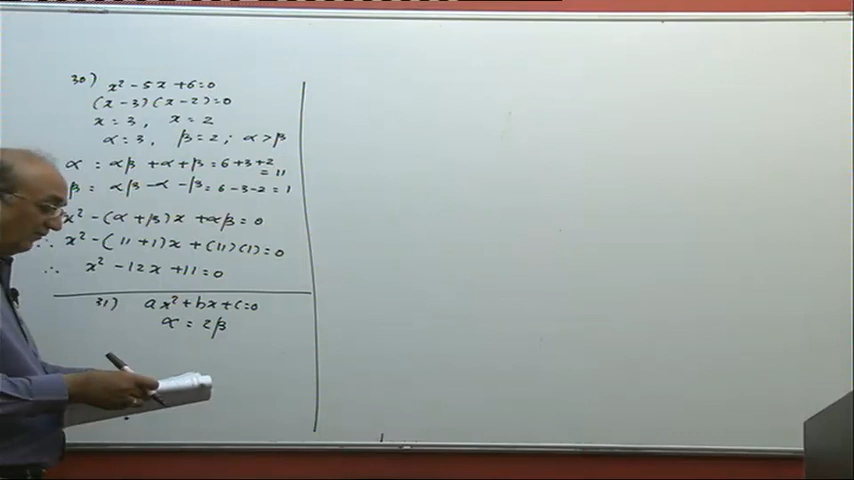 30) x² - 5x + 6 = 0
(x - 3) (x - 2) = 0
x = 3, x = 2
α = 3, β = 2; α > β
α = αβ + α + β = 6 + 3 + 2
= 11
β = αβ - α - β = 6 - 3 - 2 = 1
x² - (α + β)x + αβ = 0
∴ x² - (11 + 1)x + (11)(1) = 0
∴ x² - 12x + 11 = 0
31) ax² + bx + c = 0
α = 2β